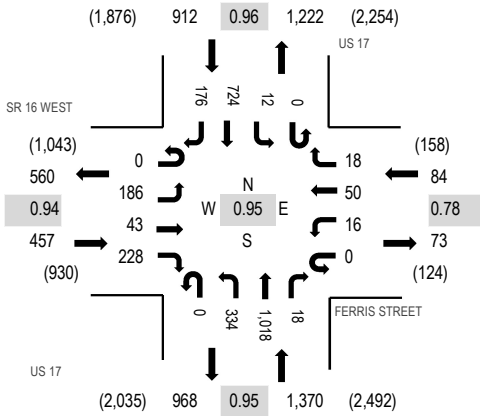 (1,876) 912 0.96 1,222 (2,254)
US 17
SR 16 WEST
176 724 12 0
(1,043) 0 18 (158)
560 186 N 50 84
0.94 43 W 0.95 E 16 0.78
457 228 S 0 73
(930) (124)
0 334 1,018 18
FERRIS STREET
US 17
(2,035) 968 0.95 1,370 (2,492)